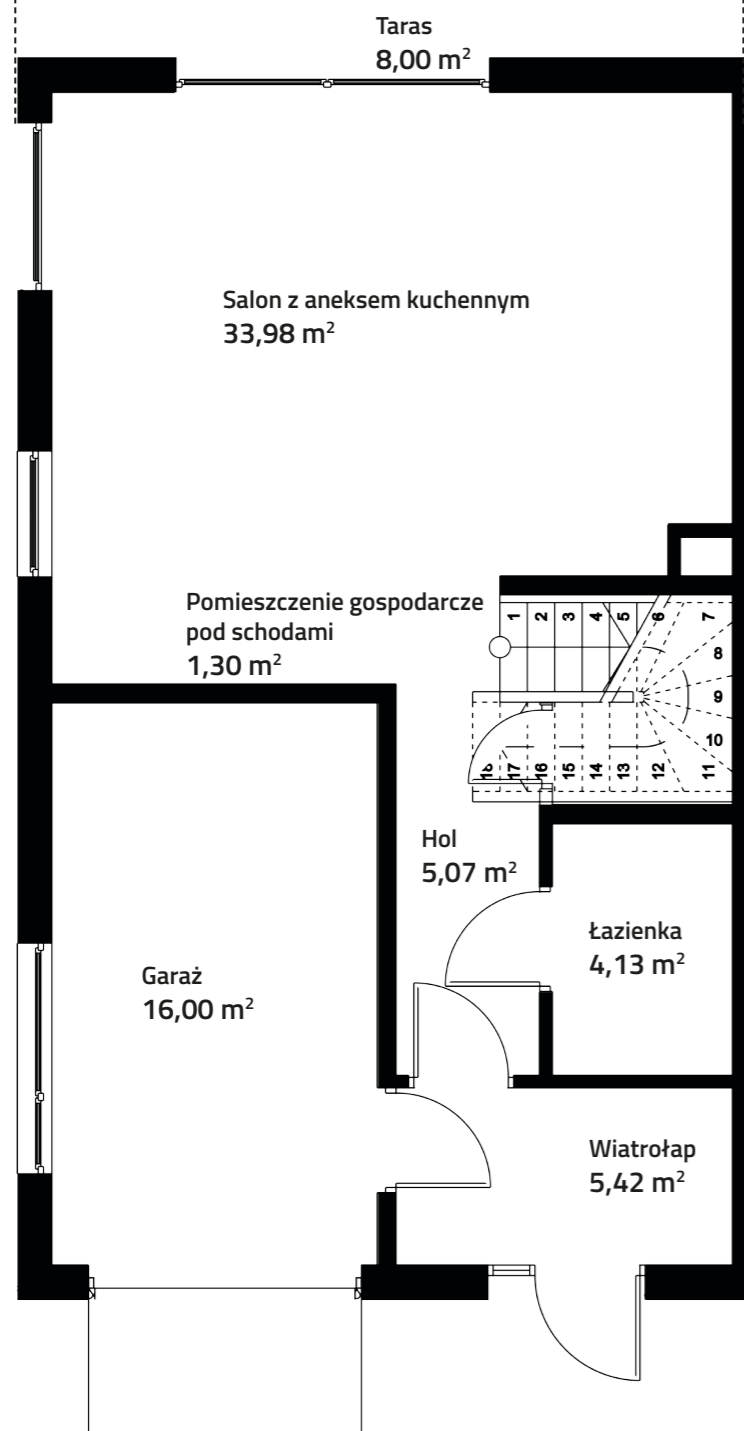 Taras
8,00 m²
Salon z aneksem kuchennym
33,98 m²
Pomieszczenie gospodarcze
pod schodami
1,30 m²
1 2 3 4 5 6 7
8
9
10
18 17 16 15 14 13 12 11
Hol
5,07 m²
Łazienka
4,13 m²
Garaż
16,00 m²
Wiatrołap
5,42 m²